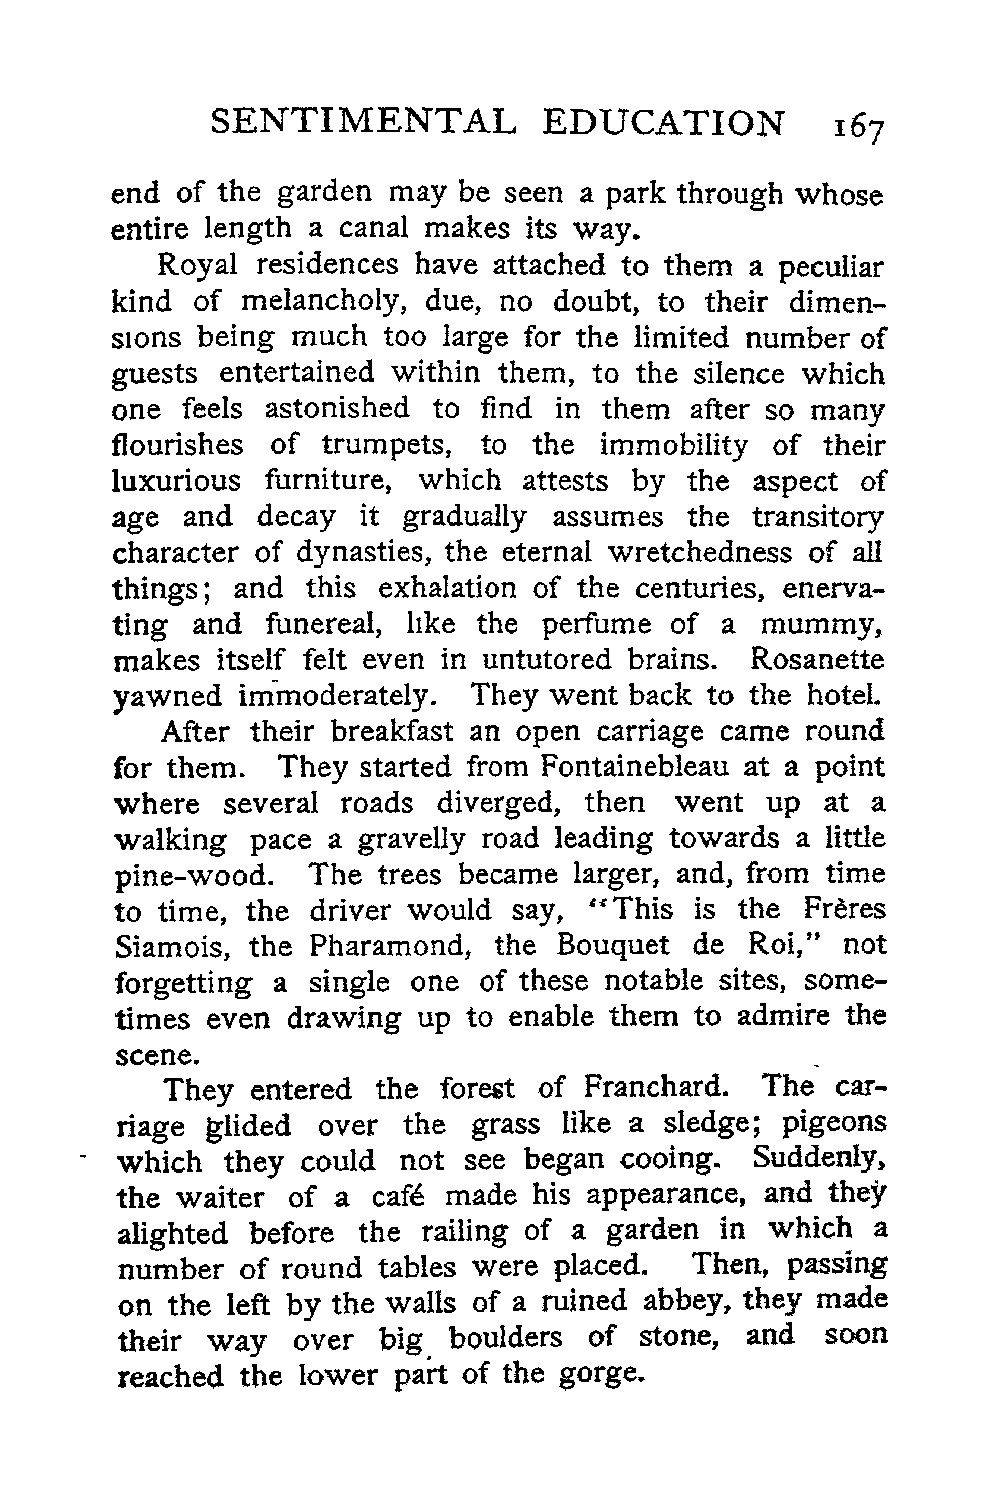 SENTIMENTAL EDUCATION 167
end of the garden may be seen a park through whose
entire length a canal makes its way.
Royal residences have attached to them a peculiar
kind of melancholy, due, no doubt, to their dimen-
sions being much too large for the limited number of
guests entertained within them, to the silence which
one feels astonished to find in them after so many
flourishes of trumpets, to the immobility of their
luxurious furniture, which attests by the aspect of
age and decay it gradually assumes the transitory
character of dynasties, the eternal wretchedness of all
things; and this exhalation of the centuries, enerva-
ting and funereal, like the perfume of a mummy,
makes itself felt even in untutored brains. Rosanette
yawned immoderately. They went back to the hotel.
After their breakfast an open carriage came round
for them. They started from Fontainebleau at a point
where several roads diverged, then went up at a
walking pace a gravelly road leading towards a little
pine-wood. The trees became larger, and, from time
to time, the driver would say, “This is the Frères
Siamois, the Pharamond, the Bouquet de Roi,” not
forgetting a single one of these notable sites, some-
times even drawing up to enable them to admire the
scene.
They entered the forest of Franchard. The car-
riage glided over the grass like a sledge; pigeons
which they could not see began cooing. Suddenly,
the waiter of a café made his appearance, and they
alighted before the railing of a garden in which a
number of round tables were placed. Then, passing
on the left by the walls of a ruined abbey, they made
their way over big boulders of stone, and soon
reached the lower part of the gorge.